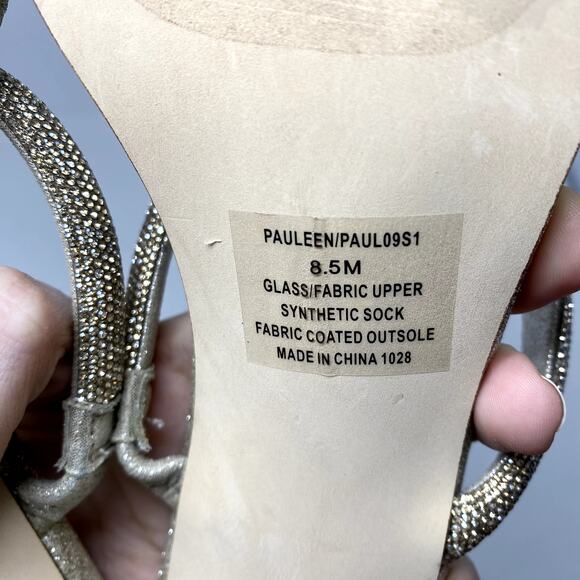 PAULEEN/PAUL09S1
8.5M
GLASS/FABRIC UPPER
SYNTHETIC SOCK
FABRIC COATED OUTSOLE
MADE IN CHINA 1028